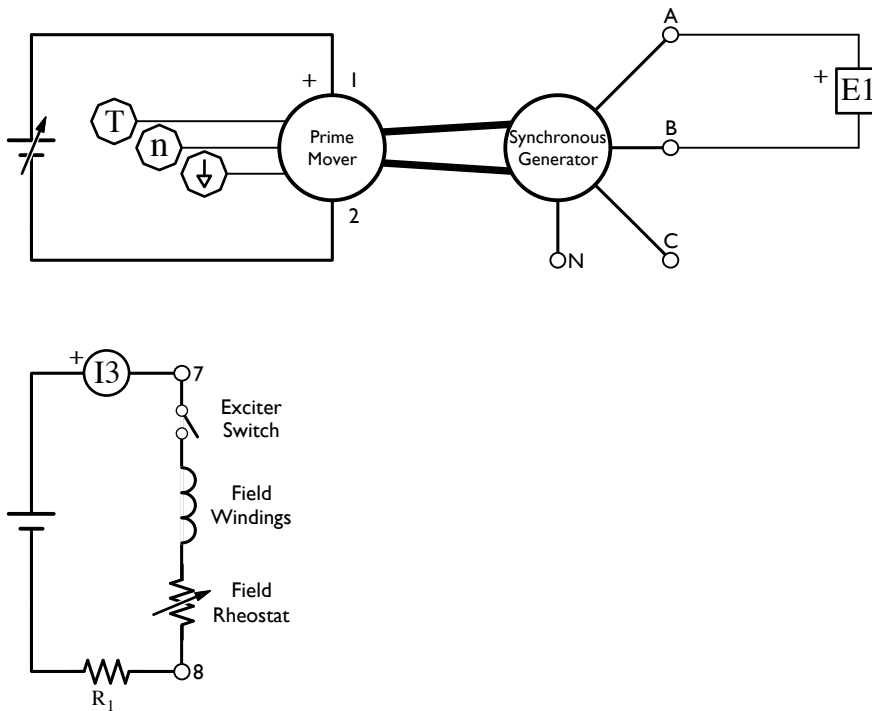 A
+ 1
T
n
Prime
Mover
Synchronous
Generator
B
+ E1
2
C
N
+ I3 7
Exciter
Switch
Field
Windings
Field
Rheostat
8
R1